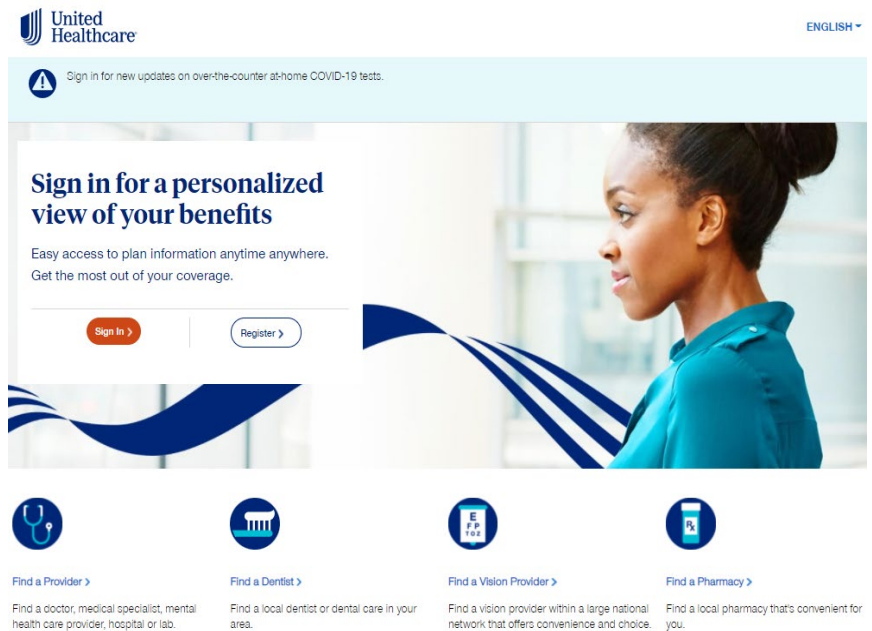 United
Healthcare
ENGLISH
Sign in for new updates on over-the-counter at-home COVID-19 tests.
Sign in for a personalized
view of your benefits
Easy access to plan information anytime anywhere.
Get the most out of your coverage.
Sign In
Register
E
F P
T O Z
Rx
Find a Provider
Find a Dentist
Find a Vision Provider
Find a Pharmacy
Find a doctor, medical specialist, mental
health care provider, hospital or lab.
Find a local dentist or dental care in your
area.
Find a vision provider within a large national
network that offers convenience and choice.
Find a local pharmacy that's convenient for
you.